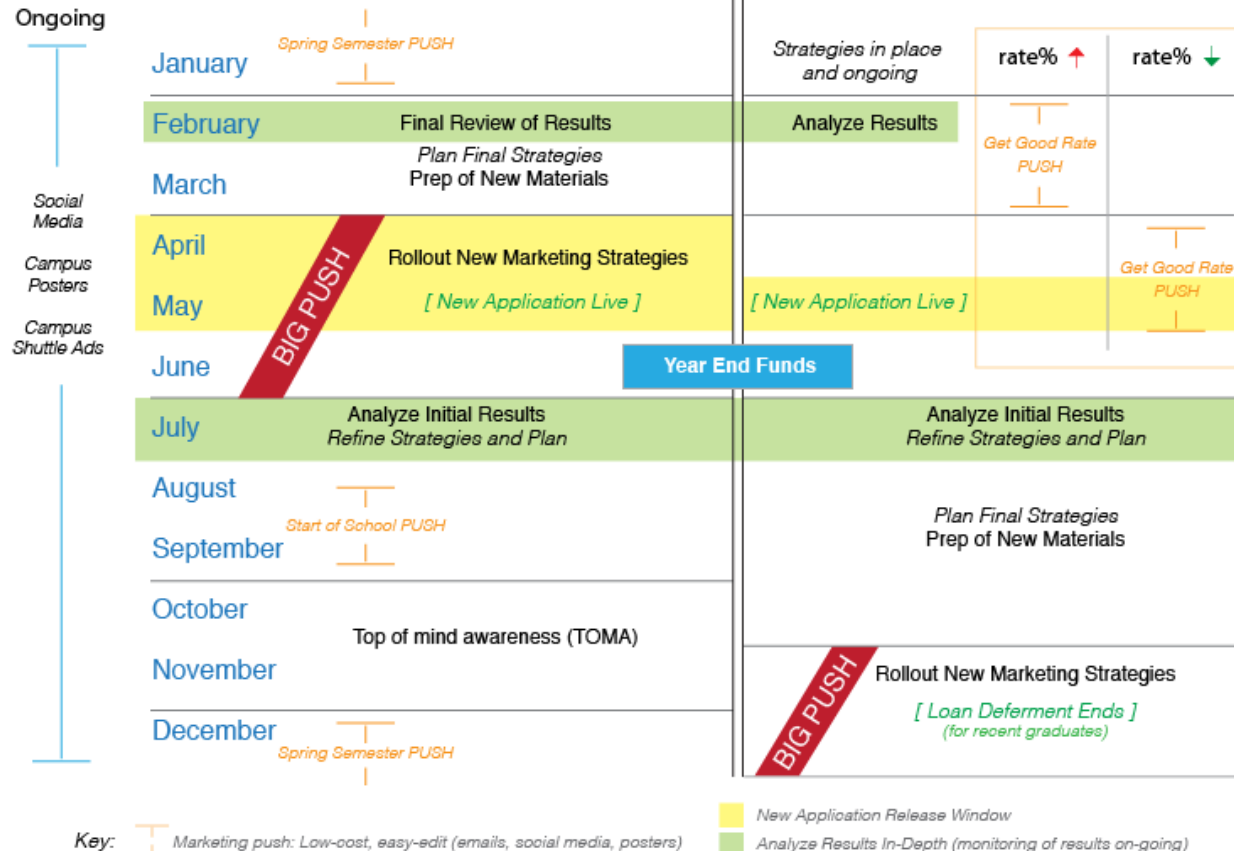 Ongoing
Social
Media
Campus
Posters
Campus
Shuttle Ads
Spring Semester PUSH
January
Strategies in place
and ongoing
rate%
rate%
February
Final Review of Results
Analyze Results
Plan Final Strategies
March
Prep of New Materials
Get Good Rate
PUSH
April
BIG PUSH
Rollout New Marketing Strategies
May
[ New Application Live ]
[ New Application Live ]
Get Good Rate
PUSH
June
Year End Funds
July
Analyze Initial Results
Refine Strategies and Plan
Analyze Initial Results
Refine Strategies and Plan
August
Start of School PUSH
September
Plan Final Strategies
Prep of New Materials
October
Top of mind awareness (TOMA)
November
BIG PUSH
Rollout New Marketing Strategies
[ Loan Deferment Ends ]
(for recent graduates)
December
Spring Semester PUSH
Key:
Marketing push: Low-cost, easy-edit (emails, social media, posters)
New Application Release Window
Analyze Results In-Depth (monitoring of results on-going)